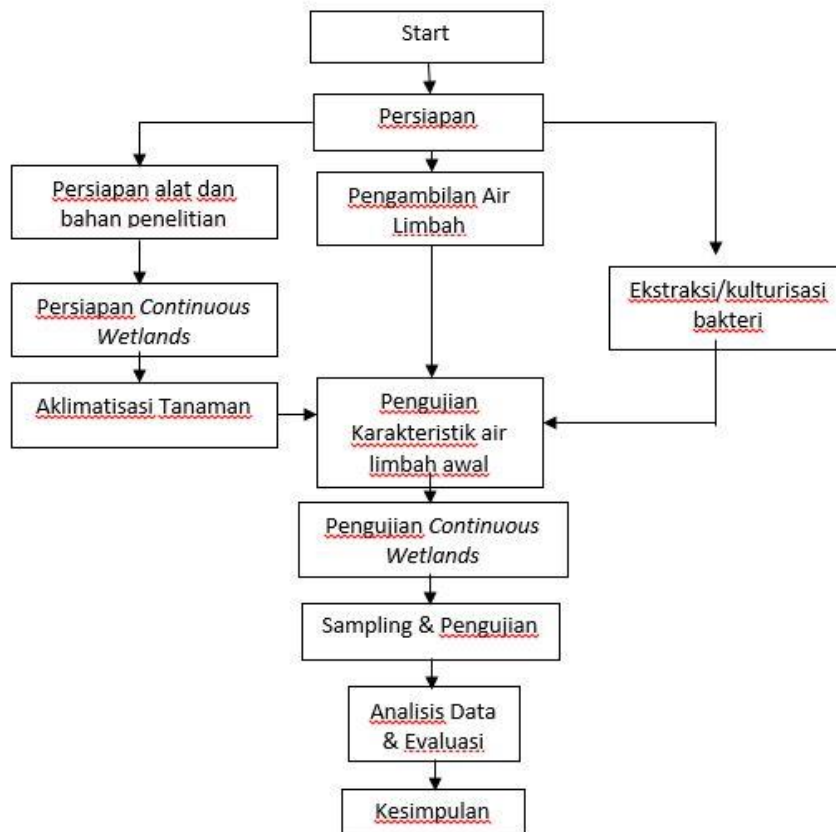 Start
Persiapan
Persiapan alat dan
bahan penelitian
Pengambilan Air
Limbah
Ekstraksi/kulturisasi
bakteri
Persiapan Continuous
Wetlands
Aklimatisasi Tanaman
Pengujian
Karakteristik air
limbah awal
Pengujian Continuous
Wetlands
Sampling & Pengujian
Analisis Data
& Evaluasi
Kesimpulan